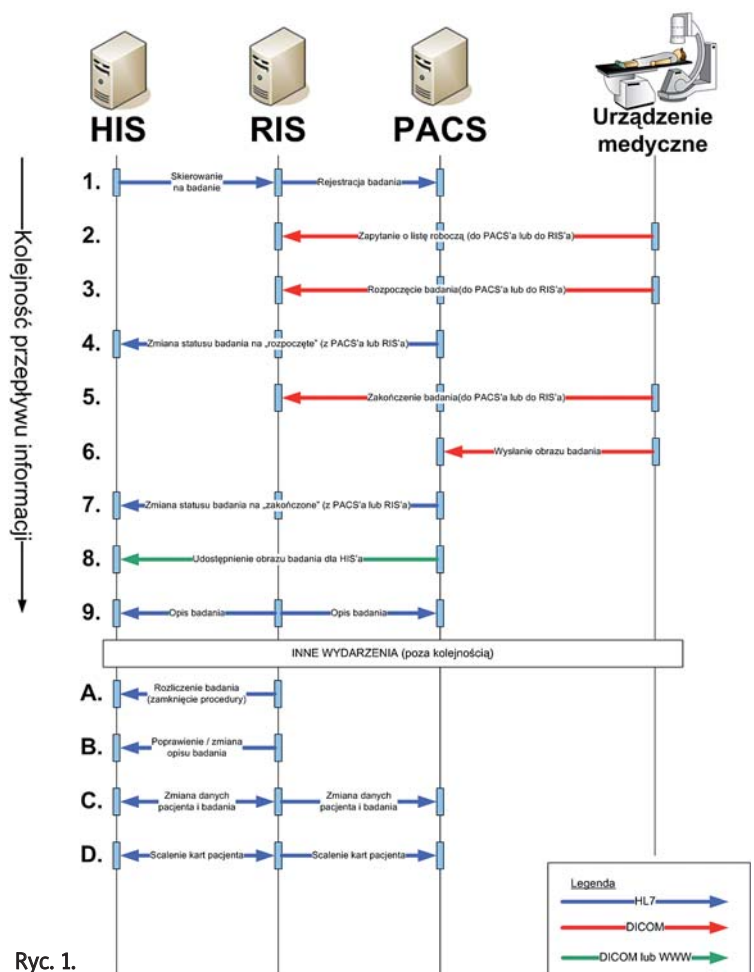 HIS
RIS
PACS
Urządzenie
medyczne
Kolejność przepływu informacji
1.
Skierowanie
na badanie
Rejestracja badania
2.
Zapytanie o listę roboczą (do PACS'a lub do RIS'a)
3.
Rozpoczęcie badania(do PACS'a lub do RIS'a)
4.
Zmiana statusu badania na „rozpoczęte” (z PACS'a lub RIS'a)
5.
Zakończenie badania(do PACS'a lub do RIS'a)
6.
Wysłanie obrazu badania
7.
Zmiana statusu badania na „zakończone” (z PACS'a lub RIS'a)
8.
Udostępnienie obrazu badania dla HIS'a
9.
Opis badania
Opis badania
INNE WYDARZENIA (poza kolejnością)
A.
Rozliczenie badania
(zamknięcie procedury)
B.
Poprawienie / zmiana
opisu badania
C.
Zmiana danych
pacjenta i badania
Zmiana danych
pacjenta i badania
D.
Scalenie kart pacjenta
Scalenie kart pacjenta
Legenda
HL7
DICOM
DICOM lub WWW
Ryc. 1.